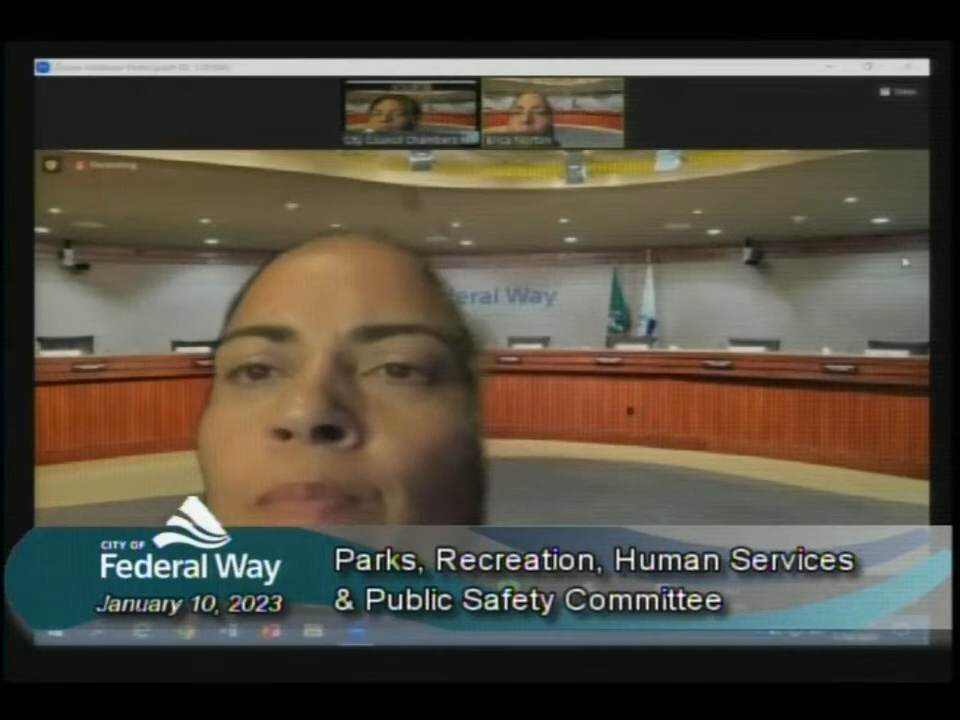 City Council Chambers
Erica Norton
Federal Way
CITY OF
Federal Way
January 10, 2023
Parks, Recreation, Human Services
& Public Safety Committee